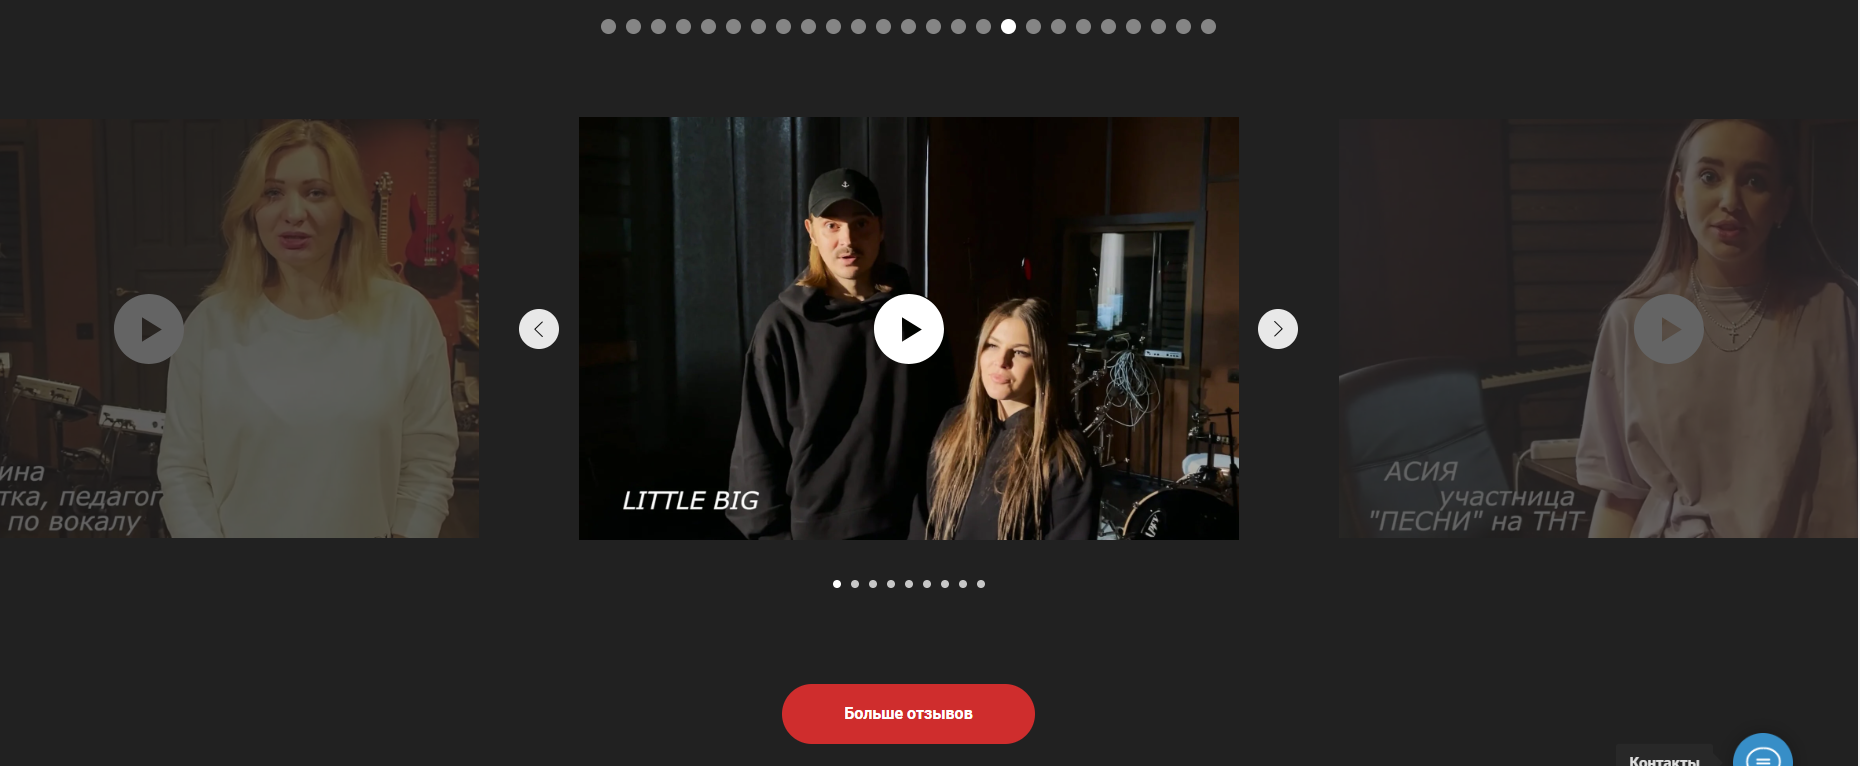 ина
тка, педагог
по вокалу
LITTLE BIG
АСИЯ
участница
"ПЕСНИ" на ТНТ
Больше отзывов
Контакты